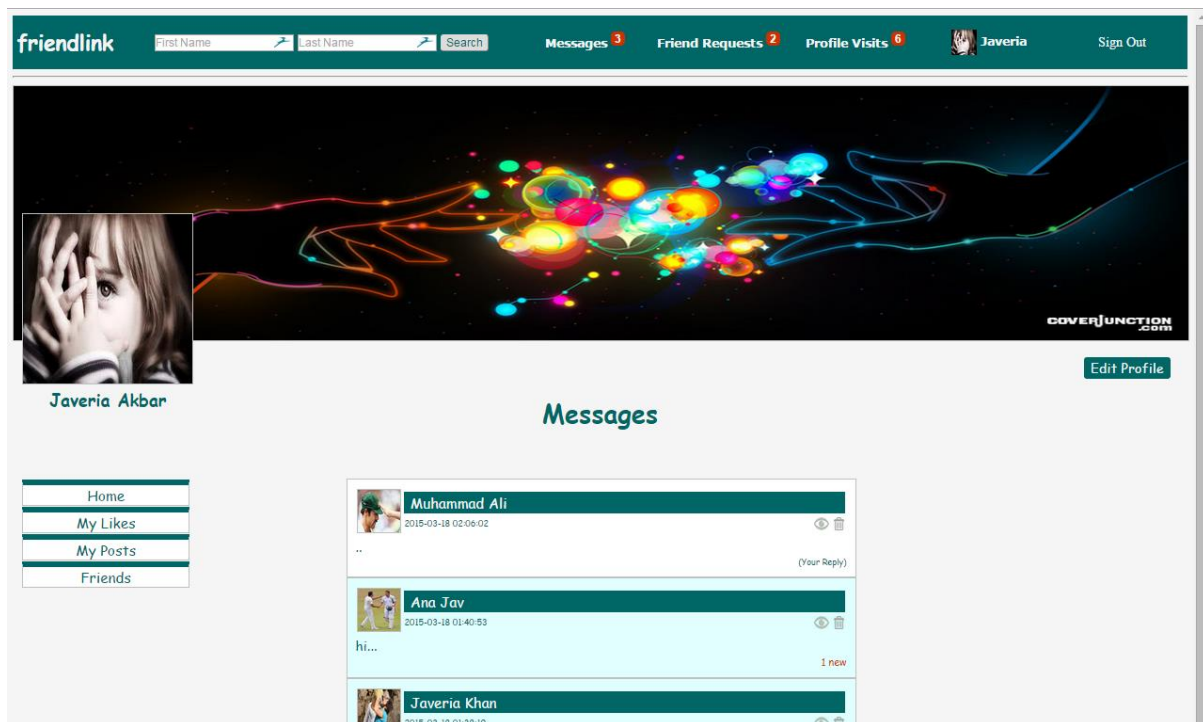 friendlink First Name Last Name Search Messages 3 Friend Requests 2 Profile Visits 6 Javeria Sign Out
COVERJUNCTION
.com
Edit Profile
Javeria Akbar
Messages
Home
My Likes
My Posts
Friends
Muhammad Ali
2015-03-18 02:06:02
..
(Your Reply)
Ana Jav
2015-03-18 01:40:53
hi...
1 new
Javeria Khan